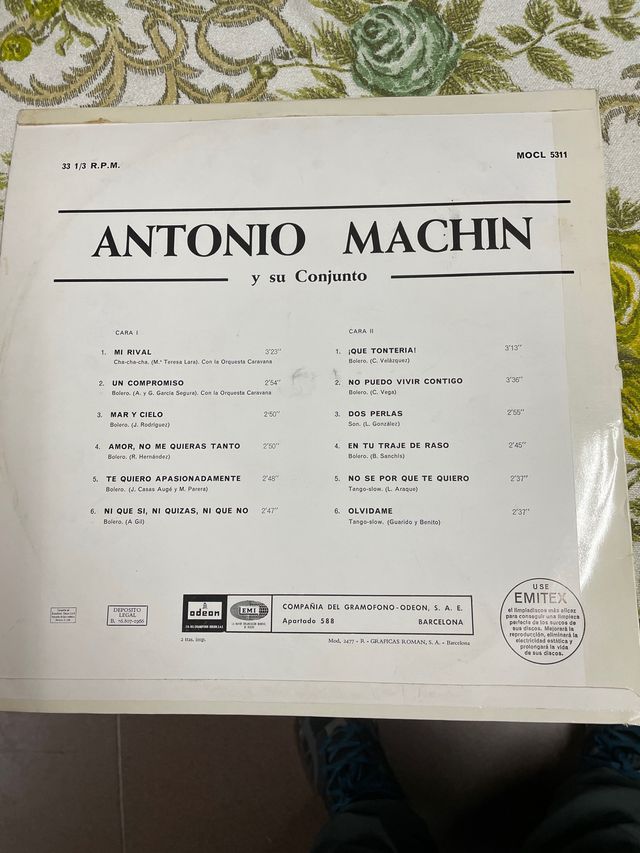 33 1/3 R.P.M.
MOCL 5311
ANTONIO MACHIN
y su Conjunto
CARA I
1. MI RIVAL 3'23"
Cha-cha-cha. (M.ª Teresa Lara). Con la Orquesta Caravana
2. UN COMPROMISO 2'54"
Bolero. (A. y G. García Segura). Con la Orquesta Caravana
3. MAR Y CIELO 2'50"
Bolero. (J. Rodríguez)
4. AMOR, NO ME QUIERAS TANTO 2'50"
Bolero. (R. Hernández)
5. TE QUIERO APASIONADAMENTE 2'48"
Bolero. (J. Casas Augé y M. Parera)
6. NI QUE SI, NI QUIZAS, NI QUE NO 2'47"
Bolero. (A Gil)
CARA II
1. ¡QUE TONTERIA! 3'13"
Bolero. (C. Velázquez)
2. NO PUEDO VIVIR CONTIGO 3'36"
Bolero. (C. Vega)
3. DOS PERLAS 2'55"
Son. (L. González)
4. EN TU TRAJE DE RASO 2'45"
Bolero. (B. Sanchís)
5. NO SE POR QUE TE QUIERO 2'37"
Tango-slow. (L. Araque)
6. OLVIDAME 2'37"
Tango-slow. (Guarido y Benito)
DEPOSITO
LEGAL
B. 16.807-1966
odeon
EMI
COMPAÑIA DEL GRAMOFONO-ODEON, S. A. E.
Apartado 588 BARCELONA
2 ttas. imp.
Mod. 2477 - P. - GRAFICAS ROMAN, S. A. - Barcelona
USE
EMITEX
el limpiadiscos más eficaz
para conseguir una limpieza
perfecta de los surcos de
sus discos. Mejorará la
reproducción, eliminará la
electricidad estática y
prolongará la vida
de sus discos.